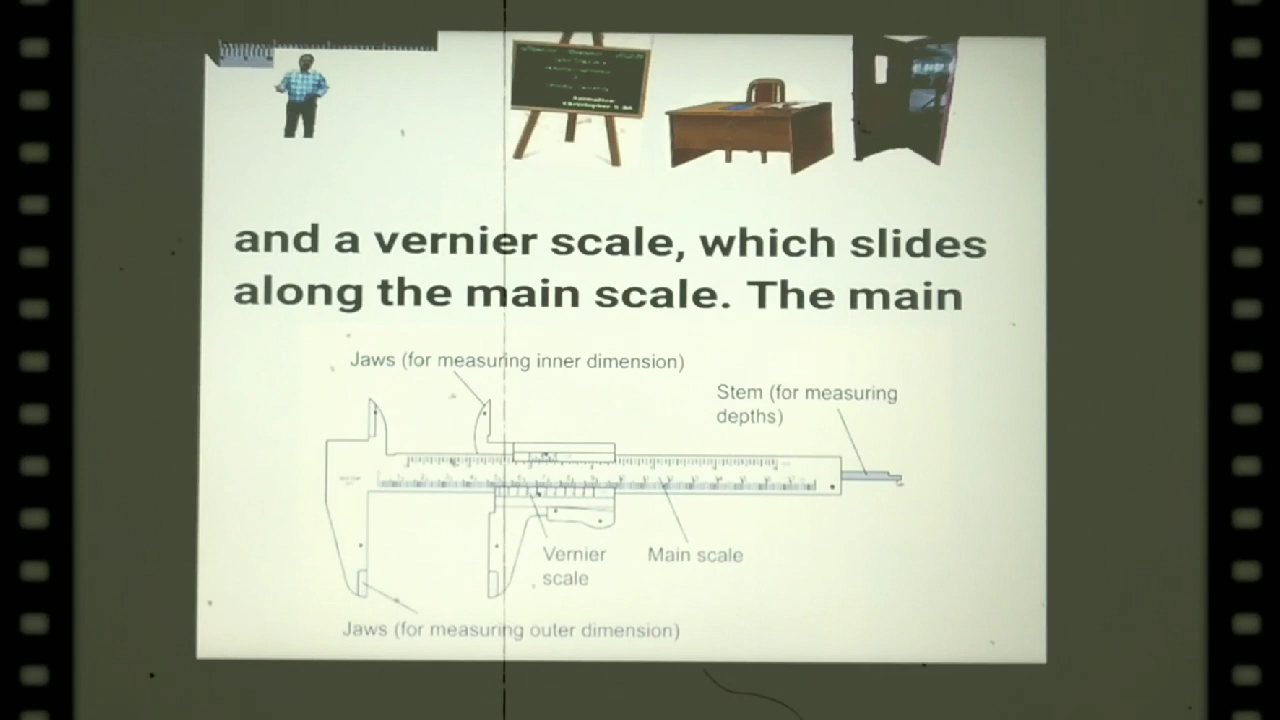 and a vernier scale, which slides
along the main scale. The main
Jaws (for measuring inner dimension)
Stem (for measuring
depths)
Vernier
scale
Main scale
Jaws (for measuring outer dimension)